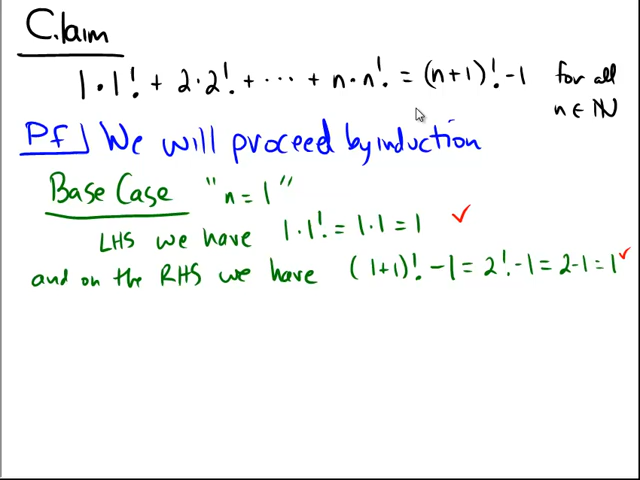 Claim
1·1! + 2·2! + ··· + n·n! = (n+1)! - 1 for all
n ∈ ℕ
Pf] We will proceed by induction
Base Case "n = 1"
LHS we have 1·1! = 1·1 = 1 ✓
and on the RHS we have (1+1)! - 1 = 2! - 1 = 2-1 = 1 ✓